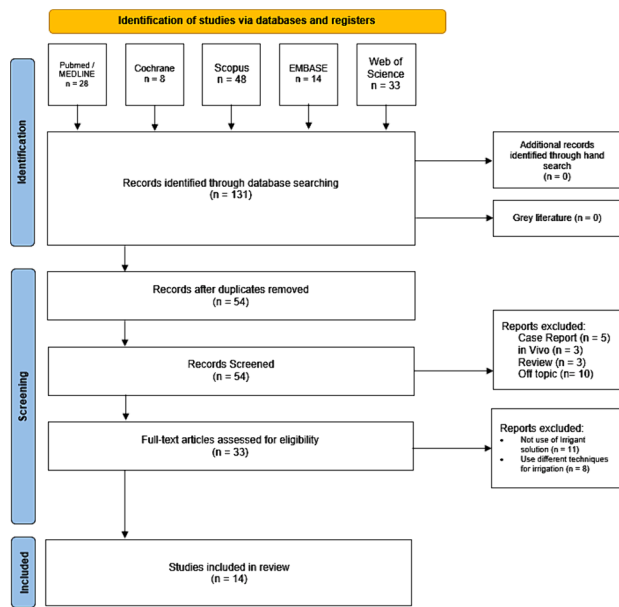 Identification of studies via databases and registers
Pubmed /
MEDLINE
n = 28
Cochrane
n = 8
Scopus
n = 48
EMBASE
n = 14
Web of
Science
n = 33
Identification
Records identified through database searching
(n = 131)
Additional records
identified through hand
search
(n = 0)
Grey literature (n = 0)
Screening
Records after duplicates removed
(n = 54)
Records Screened
(n = 54)
Reports excluded:
Case Report (n = 5)
in Vivo (n = 3)
Review (n = 3)
Off topic (n= 10)
Full-text articles assessed for eligibility
(n = 33)
Reports excluded:
• Not use of Irrigant
solution (n = 11)
• Use different techniques
for irrigation (n = 8)
Included
Studies included in review
(n = 14)